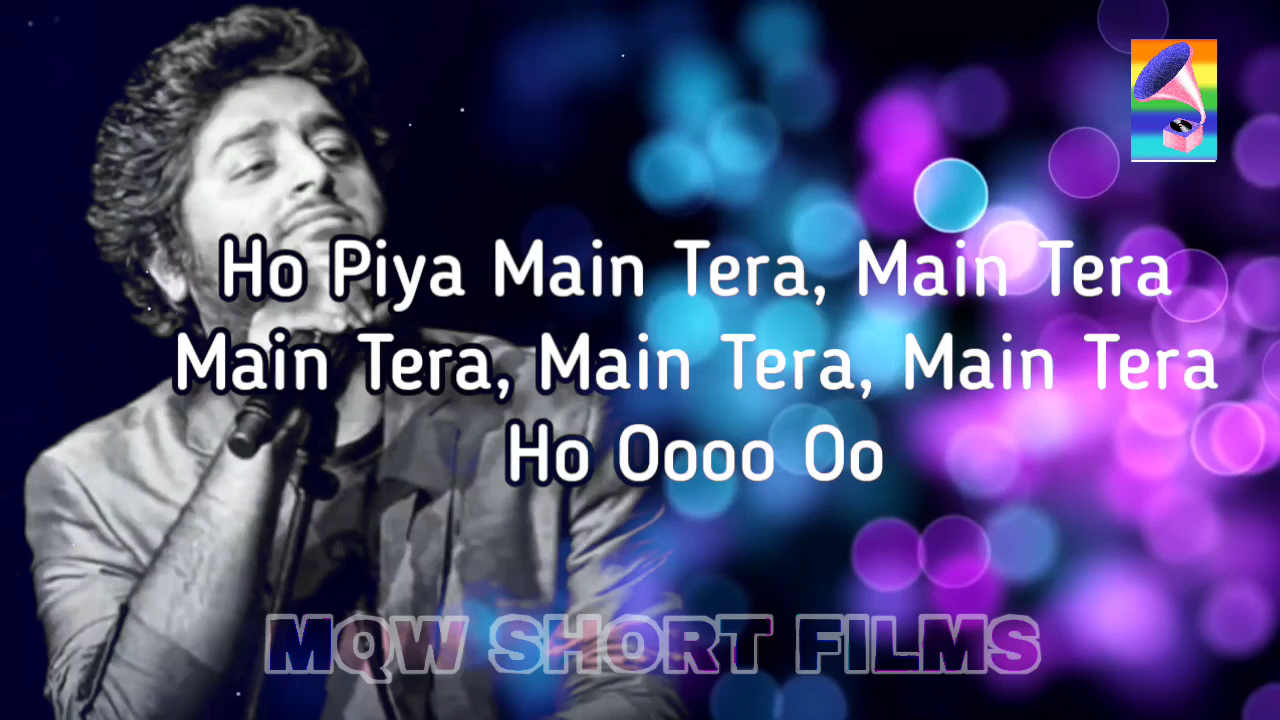 Ho Piya Main Tera, Main Tera
Main Tera, Main Tera, Main Tera
Ho Oooo Oo
MQW SHORT FILMS